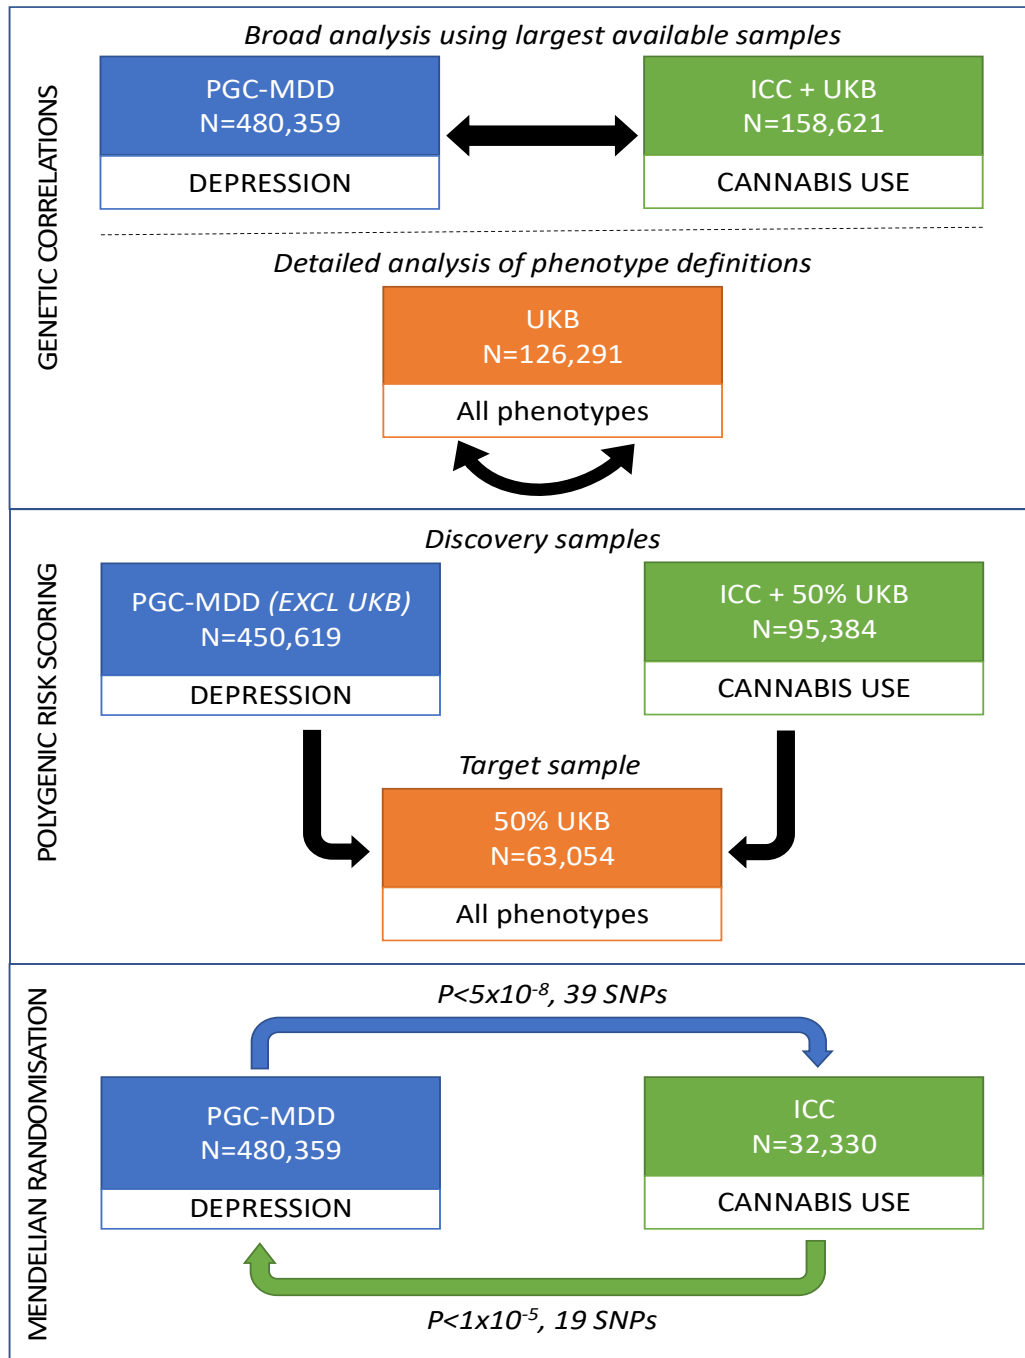 GENETIC CORRELATIONS
Broad analysis using largest available samples
PGC-MDD
N=480,359
DEPRESSION
ICC + UKB
N=158,621
CANNABIS USE
Detailed analysis of phenotype definitions
UKB
N=126,291
All phenotypes
POLYGENIC RISK SCORING
Discovery samples
PGC-MDD (EXCL UKB)
N=450,619
DEPRESSION
ICC + 50% UKB
N=95,384
CANNABIS USE
Target sample
50% UKB
N=63,054
All phenotypes
MENDELIAN RANDOMISATION
P<5x10⁻⁸, 39 SNPs
PGC-MDD
N=480,359
DEPRESSION
ICC
N=32,330
CANNABIS USE
P<1x10⁻⁵, 19 SNPs